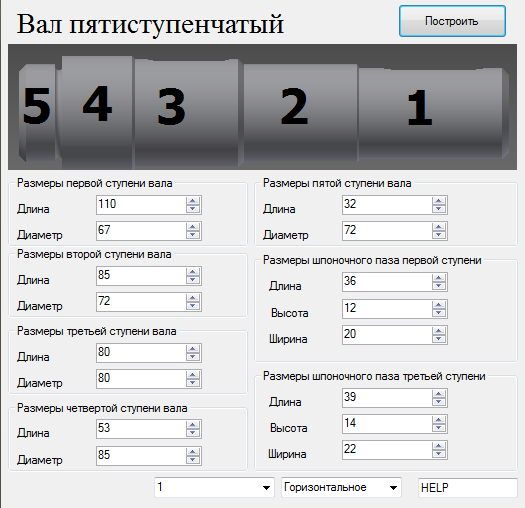 Вал пятиступенчатый
Построить
5 4 3 2 1
Размеры первой ступени вала
Длина 110
Диаметр 67
Размеры второй ступени вала
Длина 85
Диаметр 72
Размеры третьей ступени вала
Длина 80
Диаметр 80
Размеры четвертой ступени вала
Длина 53
Диаметр 85
Размеры пятой ступени вала
Длина 32
Диаметр 72
Размеры шпоночного паза первой ступени
Длина 36
Высота 12
Ширина 20
Размеры шпоночного паза третьей ступени
Длина 39
Высота 14
Ширина 22
1 Горизонтальное HELP